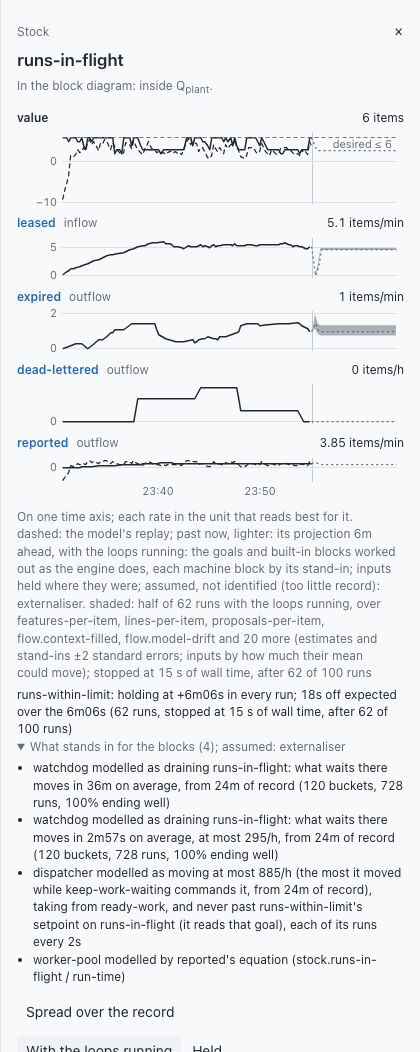 Stock ×
runs-in-flight
In the block diagram: inside Qplant.
value 6 items
desired ≤ 6
0
−10
leased inflow 5.1 items/min
5
0
expired outflow 1 items/min
2
0
dead-lettered outflow 0 items/h
0
reported outflow 3.85 items/min
0
23:40 23:50
On one time axis; each rate in the unit that reads best for it.
dashed: the model's replay; past now, lighter: its projection 6m
ahead, with the loops running: the goals and built-in blocks worked
out as the engine does, each machine block by its stand-in; inputs
held where they were; assumed, not identified (too little record):
externaliser. shaded: half of 62 runs with the loops running, over
features-per-item, lines-per-item, proposals-per-item,
flow.context-filled, flow.model-drift and 20 more (estimates and
stand-ins ±2 standard errors; inputs by how much their mean
could move); stopped at 15 s of wall time, after 62 of 100 runs
runs-within-limit: holding at +6m06s in every run; 18s off expected
over the 6m06s (62 runs, stopped at 15 s of wall time, after 62 of
100 runs)
▼ What stands in for the blocks (4); assumed: externaliser
• watchdog modelled as draining runs-in-flight: what waits there
moves in 36m on average, from 24m of record (120 buckets, 728
runs, 100% ending well)
• watchdog modelled as draining runs-in-flight: what waits there
moves in 2m57s on average, at most 295/h, from 24m of record
(120 buckets, 728 runs, 100% ending well)
• dispatcher modelled as moving at most 885/h (the most it moved
while keep-work-waiting commands it, from 24m of record),
taking from ready-work, and never past runs-within-limit's
setpoint on runs-in-flight (it reads that goal), each of its runs
every 2s
• worker-pool modelled by reported's equation (stock.runs-in-
flight / run-time)
Spread over the record
With the loops running Held